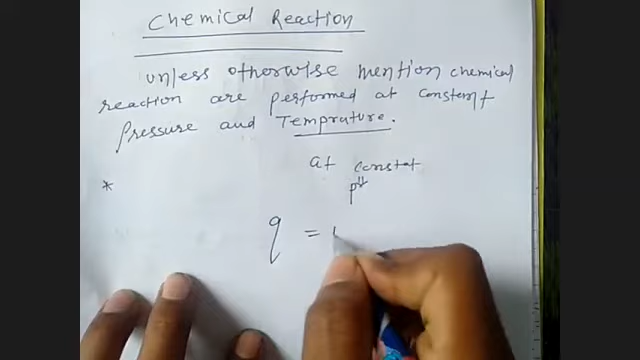 Chemical Reaction
unless otherwise mention chemical
reaction are performed at constant
pressure and Temprature.
at constat
* p
q =